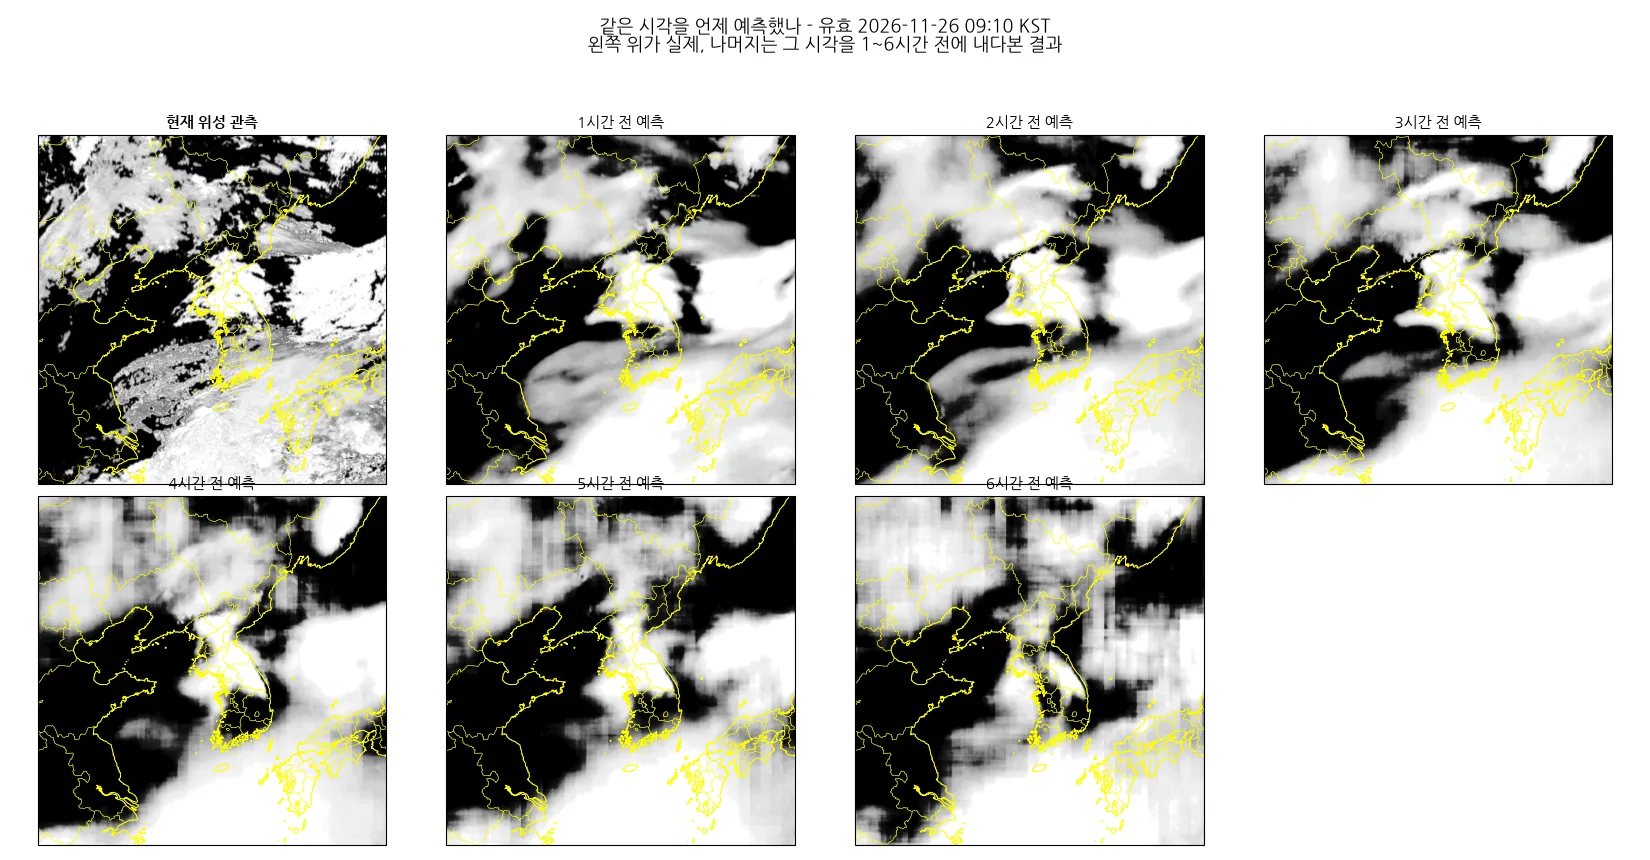 같은 시각을 언제 예측했나 - 유효 2026-11-26 09:10 KST
왼쪽 위가 실제, 나머지는 그 시각을 1~6시간 전에 내다본 결과
현재 위성 관측
1시간 전 예측
2시간 전 예측
3시간 전 예측
4시간 전 예측
5시간 전 예측
6시간 전 예측